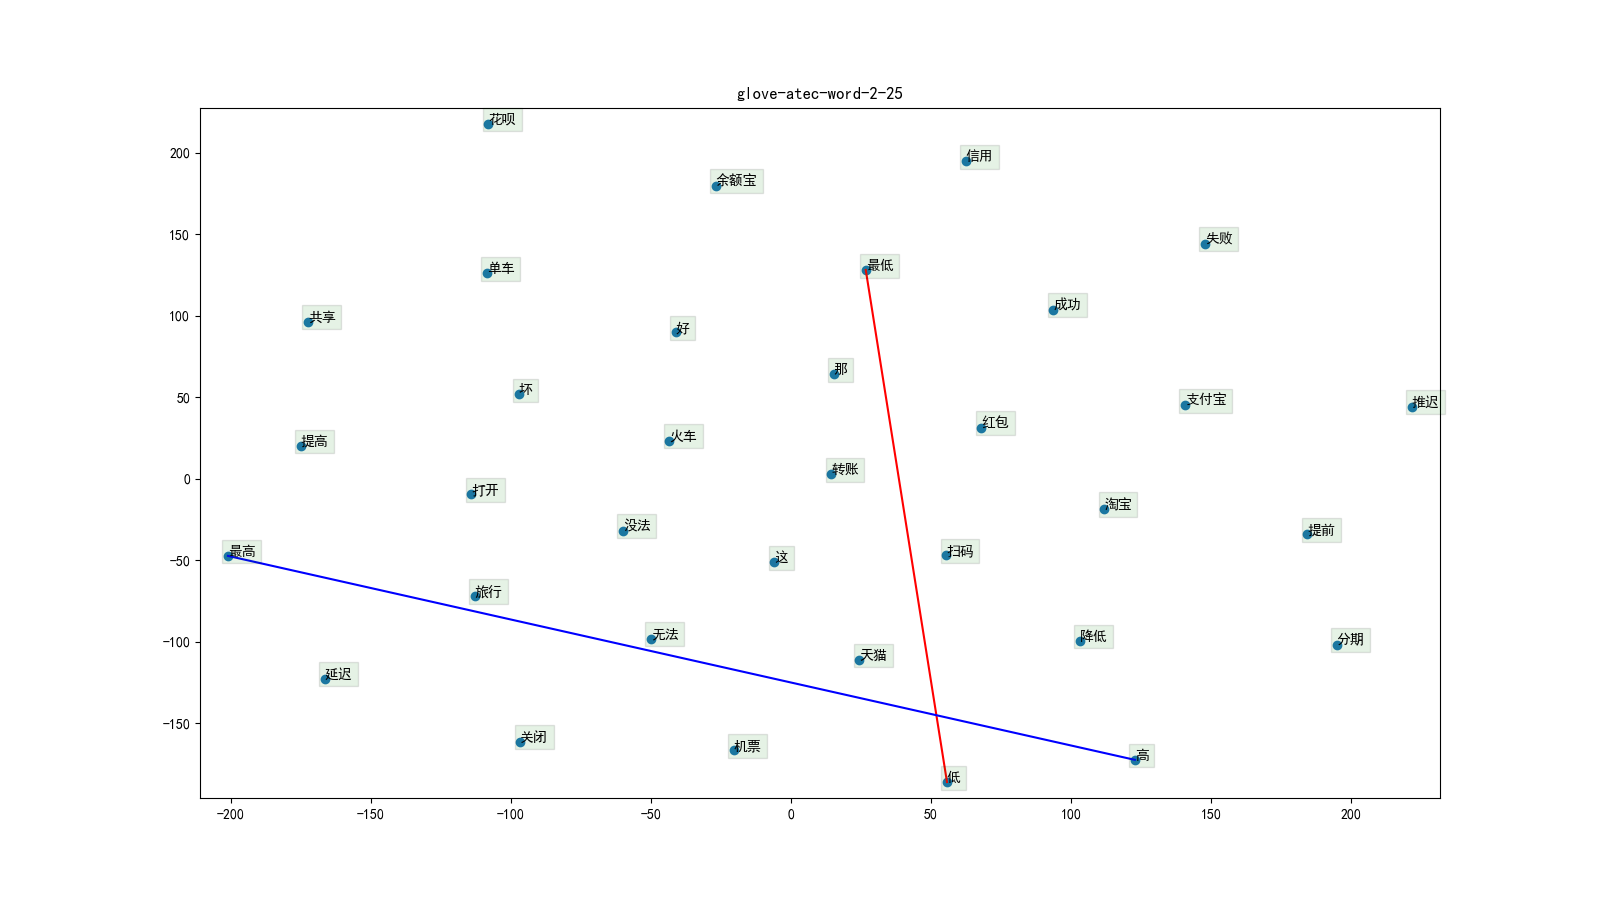 glove-atec-word-2-25
花呗
信用
余额宝
失败
最低
单车
成功
共享
好
那
坏
支付宝
推迟
红包
火车
提高
转账
打开
淘宝
没法
提前
最高
扫码
这
旅行
无法
降低
分期
天猫
延迟
关闭
机票
高
低
200
150
100
50
0
−50
−100
−150
−200
−150
−100
−50
0
50
100
150
200